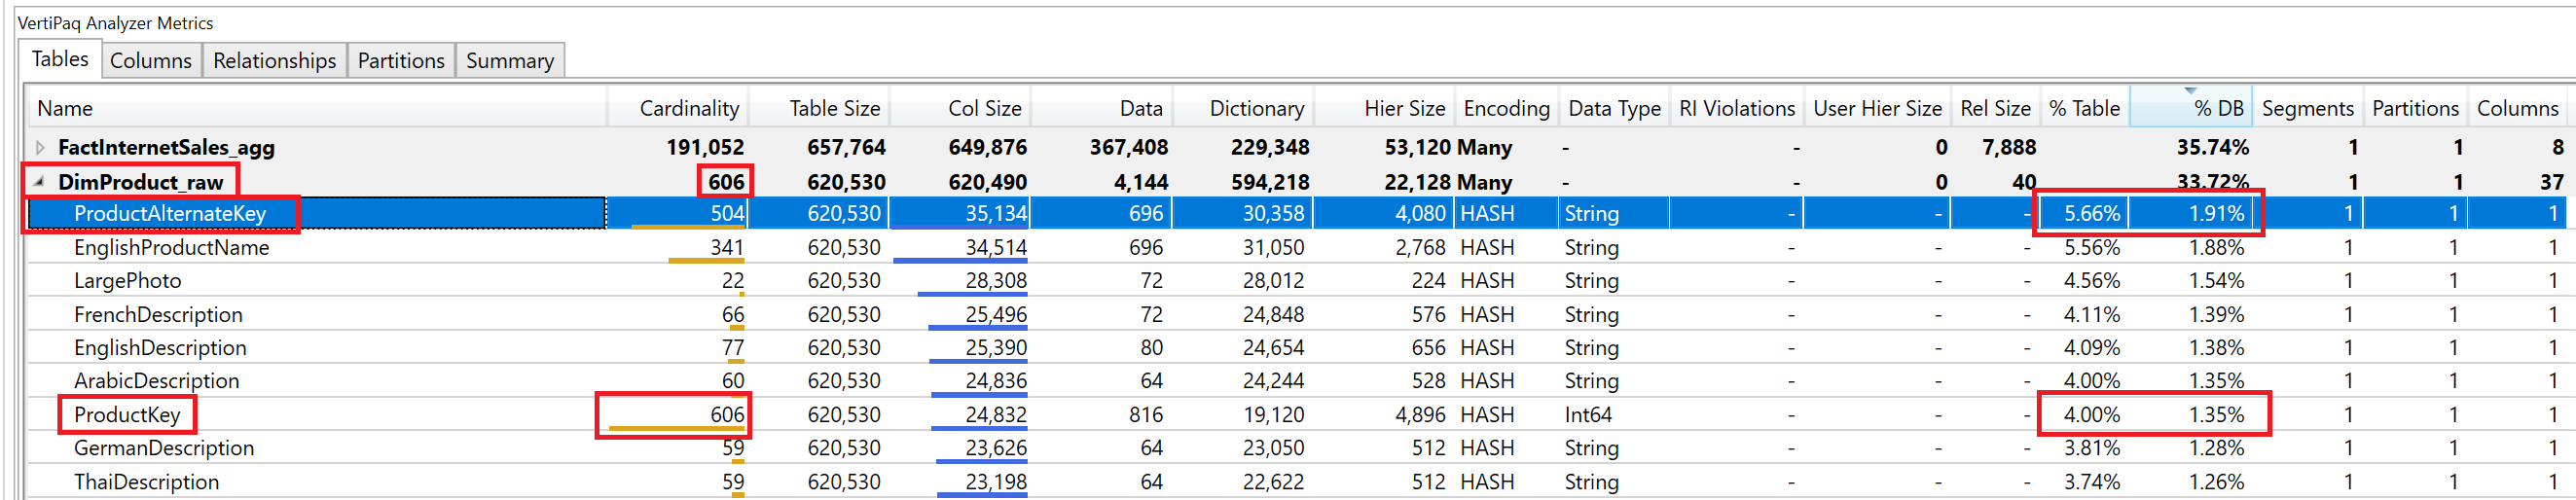 VertiPaq Analyzer Metrics
Tables Columns Relationships Partitions Summary
Name Cardinality Table Size Col Size Data Dictionary Hier Size Encoding Data Type RI Violations User Hier Size Rel Size % Table % DB Segments Partitions Columns
FactInternetSales_agg 191,052 657,764 649,876 367,408 229,348 53,120 Many - - 0 7,888 35.74% 1 1 8
DimProduct_raw 606 620,530 620,490 4,144 594,218 22,128 Many - - 0 40 33.72% 1 1 37
ProductAlternateKey 504 620,530 35,134 696 30,358 4,080 HASH String - - - 5.66% 1.91% 1 1 1
EnglishProductName 341 620,530 34,514 696 31,050 2,768 HASH String - - - 5.56% 1.88% 1 1 1
LargePhoto 22 620,530 28,308 72 28,012 224 HASH String - - - 4.56% 1.54% 1 1 1
FrenchDescription 66 620,530 25,496 72 24,848 576 HASH String - - - 4.11% 1.39% 1 1 1
EnglishDescription 77 620,530 25,390 80 24,654 656 HASH String - - - 4.09% 1.38% 1 1 1
ArabicDescription 60 620,530 24,836 64 24,244 528 HASH String - - - 4.00% 1.35% 1 1 1
ProductKey 606 620,530 24,832 816 19,120 4,896 HASH Int64 - - - 4.00% 1.35% 1 1 1
GermanDescription 59 620,530 23,626 64 23,050 512 HASH String - - - 3.81% 1.28% 1 1 1
ThaiDescription 59 620,530 23,198 64 22,622 512 HASH String - - - 3.74% 1.26% 1 1 1